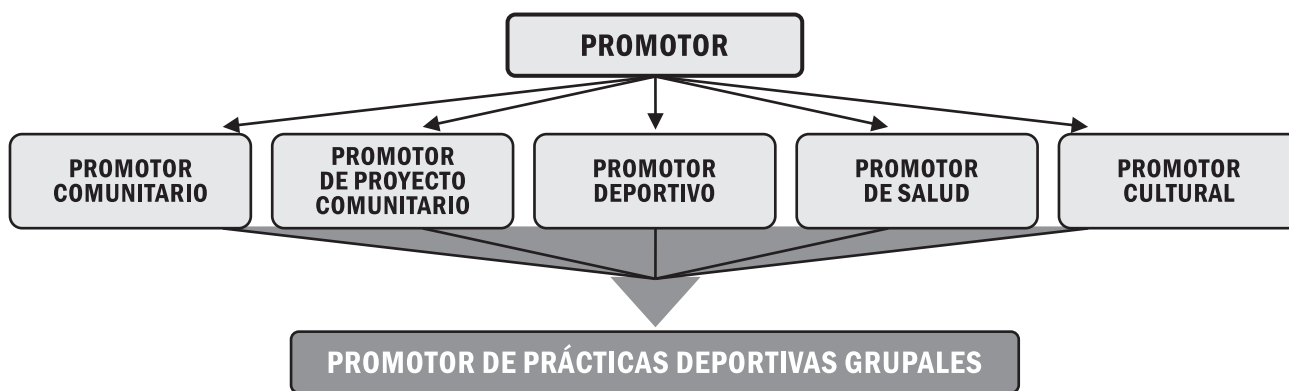 PROMOTOR
PROMOTOR
COMUNITARIO
PROMOTOR
DE PROYECTO
COMUNITARIO
PROMOTOR
DEPORTIVO
PROMOTOR
DE SALUD
PROMOTOR
CULTURAL
PROMOTOR DE PRÁCTICAS DEPORTIVAS GRUPALES